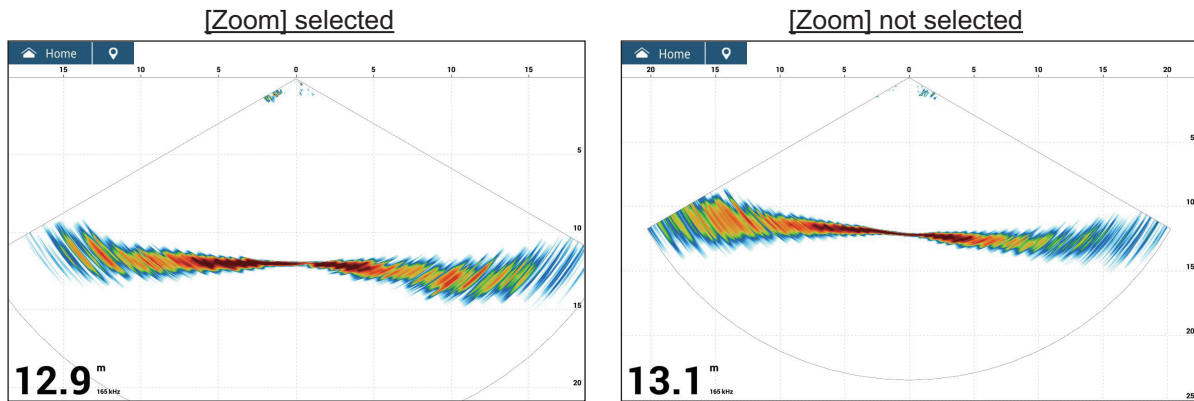 [Zoom] selected
Home
15 10 5 0 5 10 15
5
10
15
20
12.9 m
165 kHz
[Zoom] not selected
Home
20 15 10 5 0 5 10 15 20
5
10
15
20
25
13.1 m
165 kHz